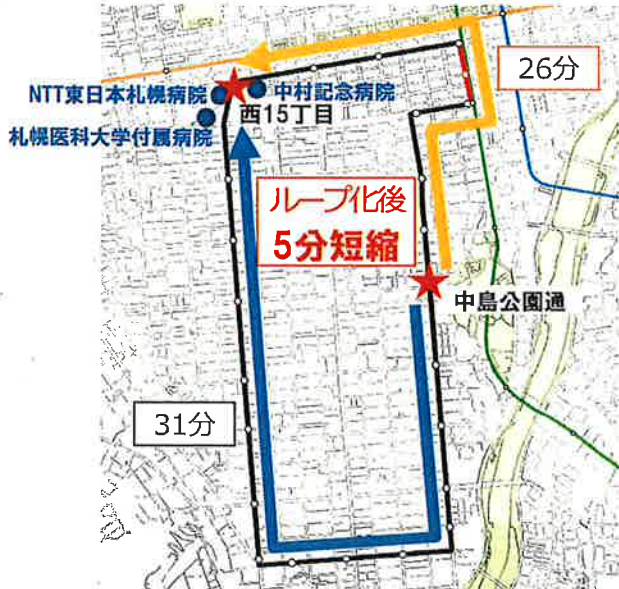 26分
NTT東日本札幌病院
中村記念病院
西15丁目
札幌医科大学付属病院
ループ化後
5分短縮
中島公園通
31分